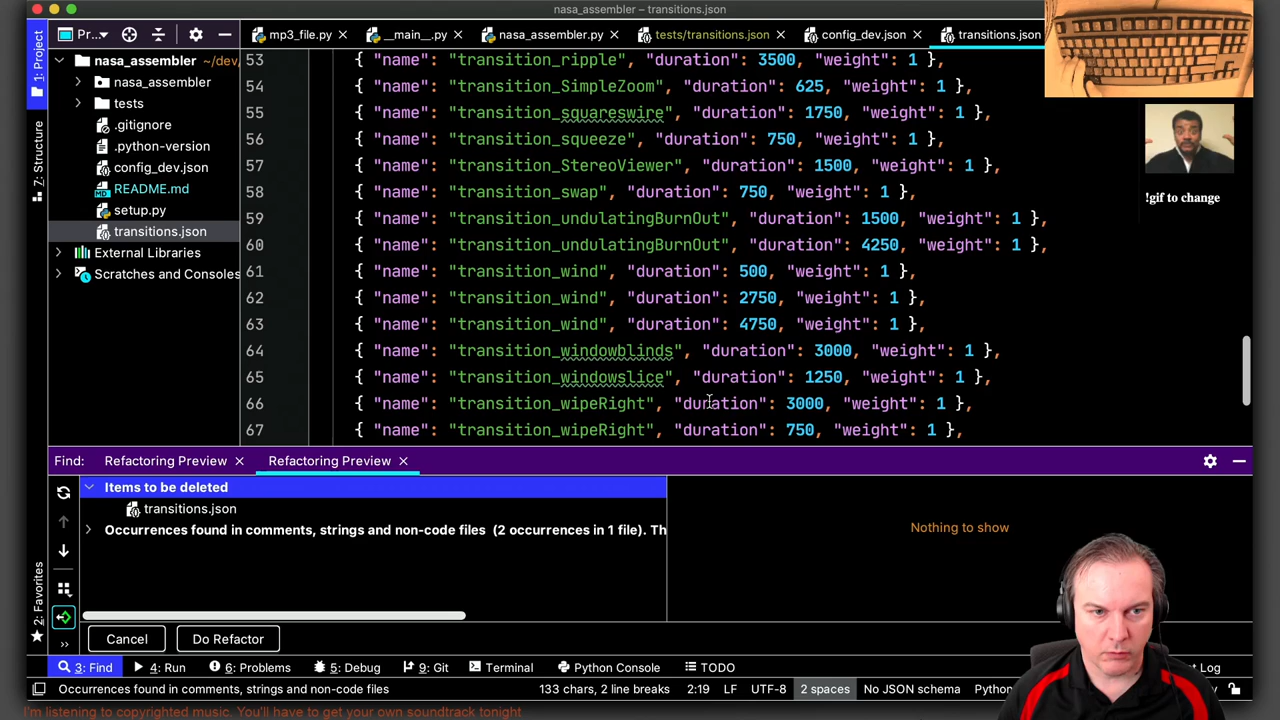 nasa_assembler – transitions.json
1: Project
Pr...
mp3_file.py
__main__.py
nasa_assembler.py
tests/transitions.json
config_dev.json
transitions.json
nasa_assembler ~/dev,
nasa_assembler
tests
.gitignore
.python-version
config_dev.json
README.md
setup.py
transitions.json
External Libraries
Scratches and Consoles
7: Structure
2: Favorites
53 { "name": "transition_ripple", "duration": 3500, "weight": 1 },
54 { "name": "transition_SimpleZoom", "duration": 625, "weight": 1 },
55 { "name": "transition_squareswire", "duration": 1750, "weight": 1 },
56 { "name": "transition_squeeze", "duration": 750, "weight": 1 },
57 { "name": "transition_StereoViewer", "duration": 1500, "weight": 1 },
58 { "name": "transition_swap", "duration": 750, "weight": 1 },
59 { "name": "transition_undulatingBurnOut", "duration": 1500, "weight": 1 },
60 { "name": "transition_undulatingBurnOut", "duration": 4250, "weight": 1 },
61 { "name": "transition_wind", "duration": 500, "weight": 1 },
62 { "name": "transition_wind", "duration": 2750, "weight": 1 },
63 { "name": "transition_wind", "duration": 4750, "weight": 1 },
64 { "name": "transition_windowblinds", "duration": 3000, "weight": 1 },
65 { "name": "transition_windowslice", "duration": 1250, "weight": 1 },
66 { "name": "transition_wipeRight", "duration": 3000, "weight": 1 },
67 { "name": "transition_wipeRight", "duration": 750, "weight": 1 },
!gif to change
Find: Refactoring Preview Refactoring Preview
Items to be deleted
transitions.json
Occurrences found in comments, strings and non-code files (2 occurrences in 1 file). Th
Nothing to show
Cancel
Do Refactor
3: Find
4: Run
6: Problems
5: Debug
9: Git
Terminal
Python Console
TODO
t Log
Occurrences found in comments, strings and non-code files
133 chars, 2 line breaks 2:19 LF UTF-8 2 spaces No JSON schema Python
I'm listening to copyrighted music. You'll have to get your own soundtrack tonight